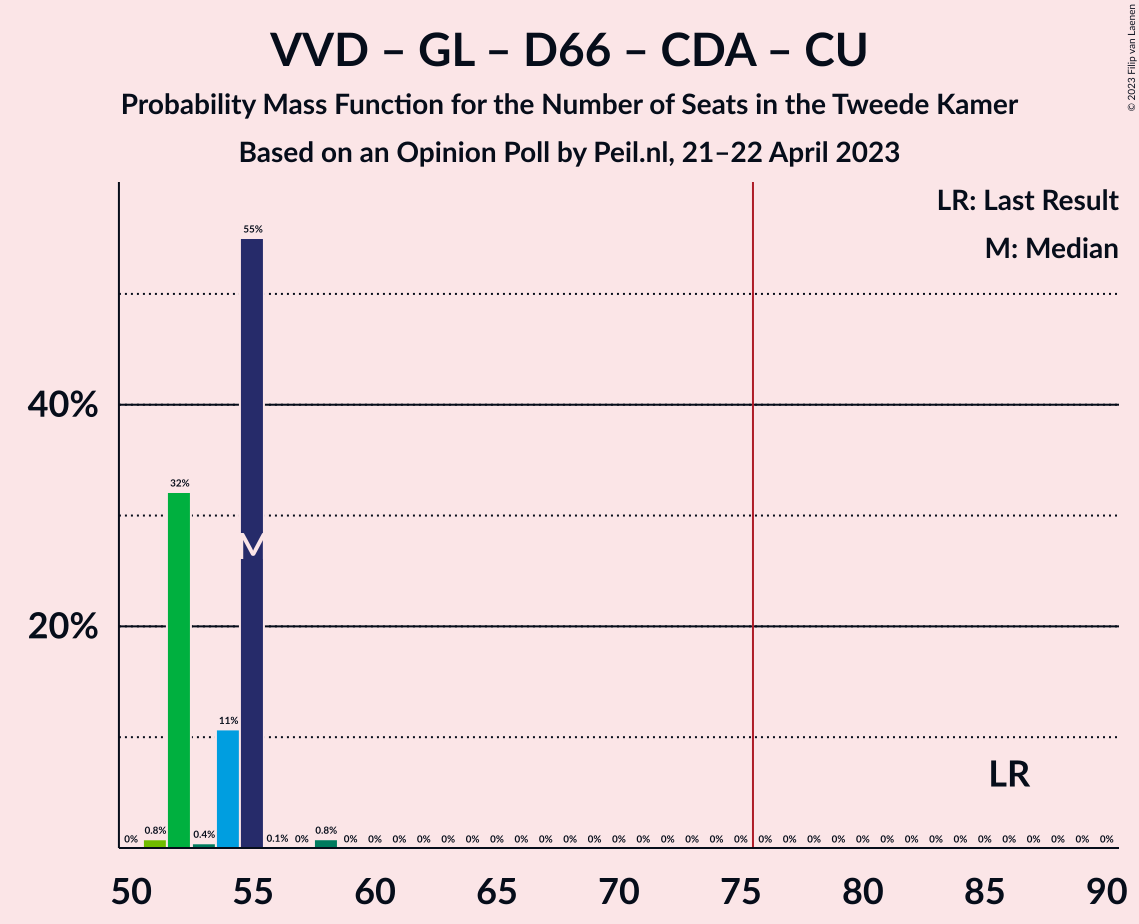 © 2023 Filip van Laenen
VVD – GL – D66 – CDA – CU
Probability Mass Function for the Number of Seats in the Tweede Kamer
Based on an Opinion Poll by Peil.nl, 21–22 April 2023
LR: Last Result
M: Median
55%
40%
32%
M
20%
11%
LR
0% 0.8% 0.4% 0.1% 0% 0.8% 0% 0% 0% 0% 0% 0% 0% 0% 0% 0% 0% 0% 0% 0% 0% 0% 0% 0% 0% 0% 0% 0% 0% 0% 0% 0% 0% 0% 0% 0% 0% 0%
50 55 60 65 70 75 80 85 90